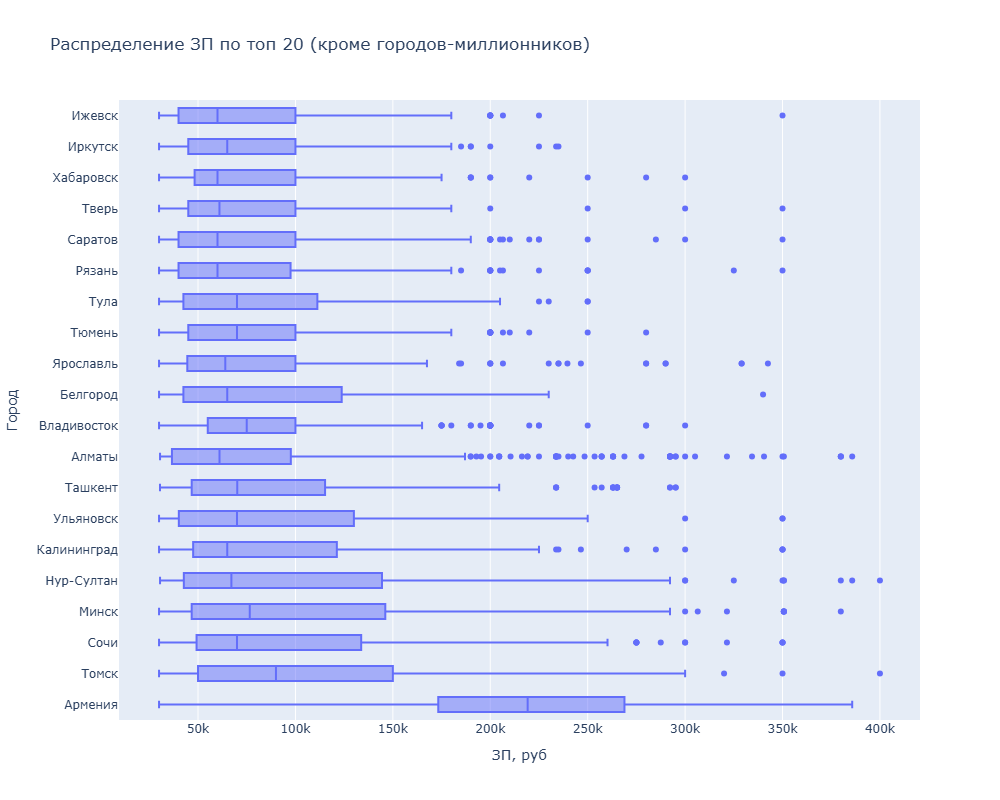 Распределение ЗП по топ 20 (кроме городов-миллионников)
Город
Ижевск
Иркутск
Хабаровск
Тверь
Саратов
Рязань
Тула
Тюмень
Ярославль
Белгород
Владивосток
Алматы
Ташкент
Ульяновск
Калининград
Нур-Султан
Минск
Сочи
Томск
Армения
50k 100k 150k 200k 250k 300k 350k 400k
ЗП, руб